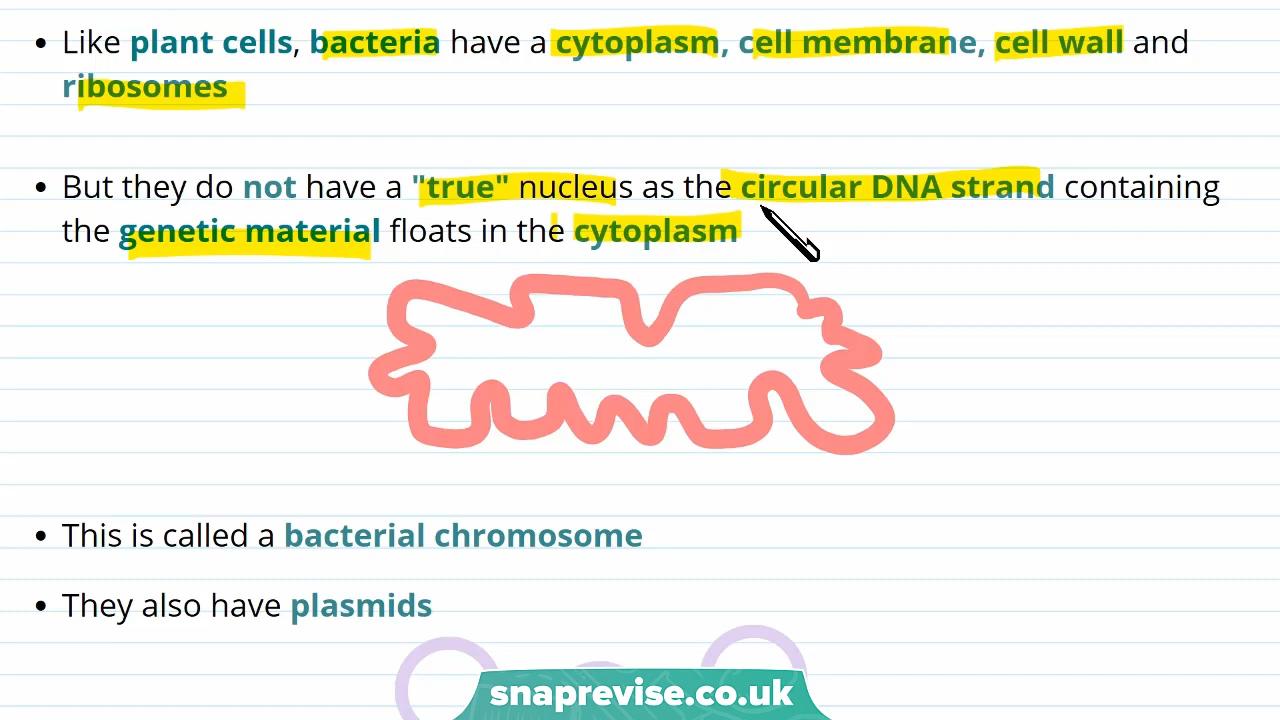 • Like plant cells, bacteria have a cytoplasm, cell membrane, cell wall and
ribosomes
• But they do not have a "true" nucleus as the circular DNA strand containing
the genetic material floats in the cytoplasm
• This is called a bacterial chromosome
• They also have plasmids
snaprevise.co.uk